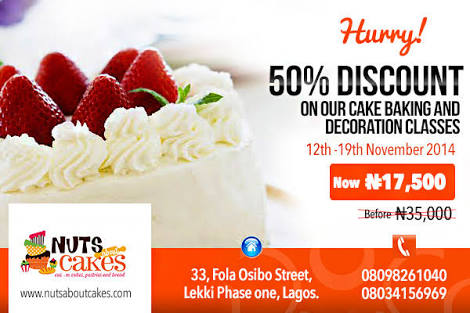 Hurry!
50% DISCOUNT
ON OUR CAKE BAKING AND
DECORATION CLASSES
12th -19th November 2014
Now ₦17,500
Before ₦35,000
NUTS
about
CAKES
www.nutsaboutcakes.com
33, Fola Osibo Street,
Lekki Phase one, Lagos.
08098261040
08034156969